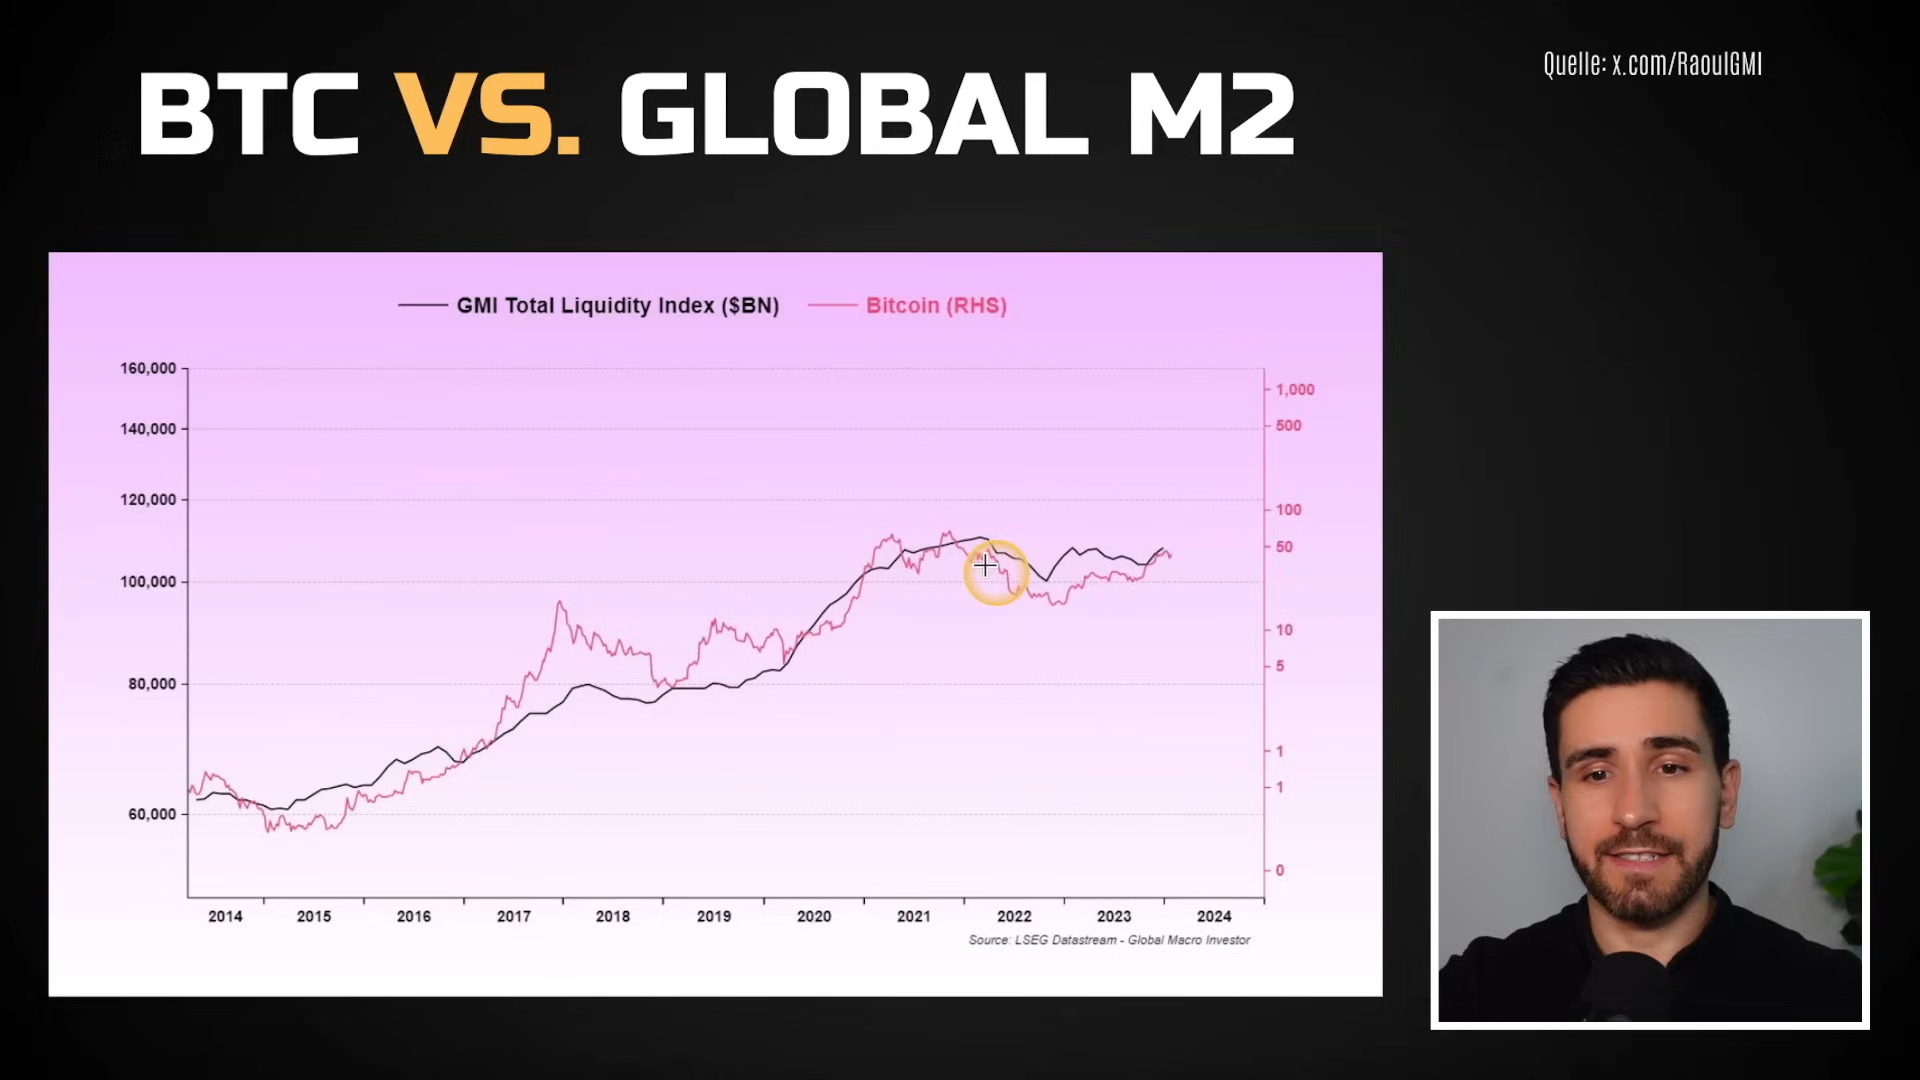 BTC VS. GLOBAL M2
Quelle: x.com/RaoulGMI
GMI Total Liquidity Index ($BN)
Bitcoin (RHS)
160,000
140,000
120,000
100,000
80,000
60,000
1,000
500
100
50
10
5
1
1
0
2014 2015 2016 2017 2018 2019 2020 2021 2022 2023 2024
Source: LSEG Datastream - Global Macro Investor